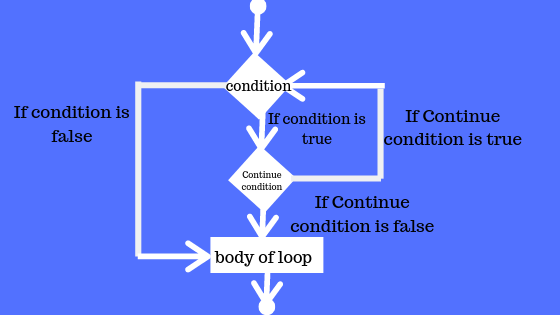 condition
If condition is
false
If condition is
true
If Continue
condition is true
Continue
condition
If Continue
condition is false
body of loop